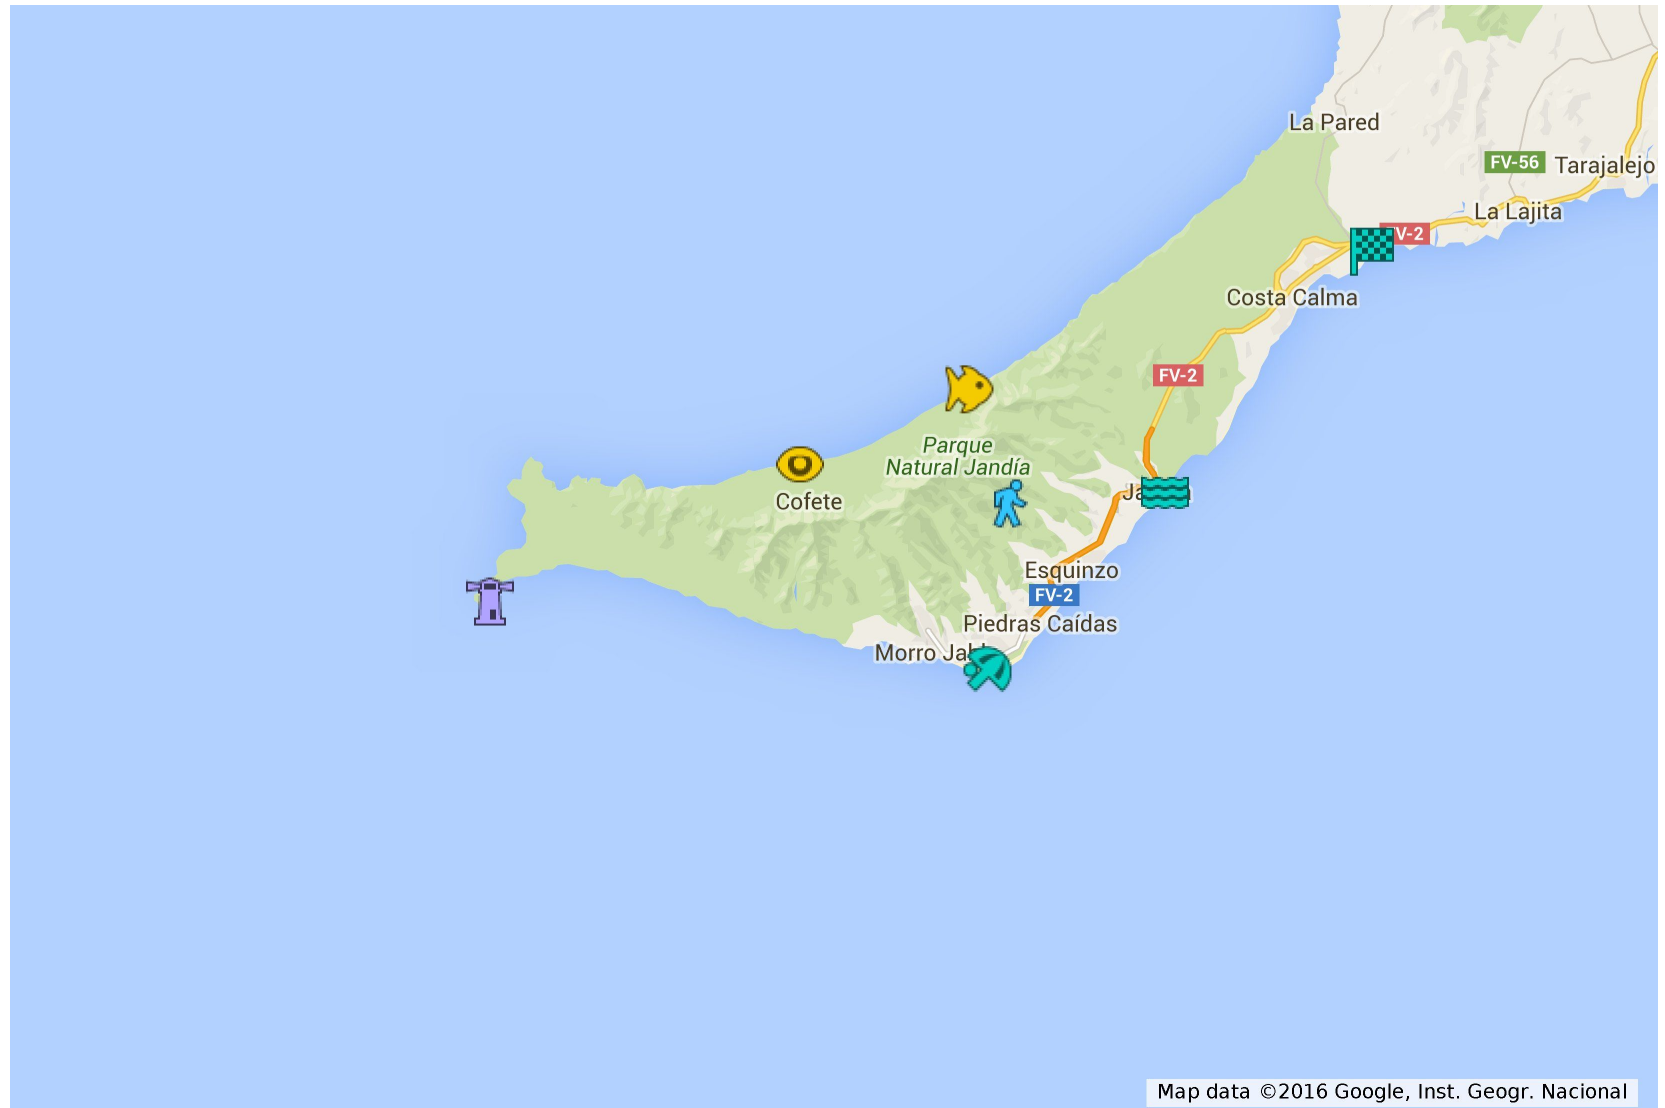 La Pared
FV-56
Tarajalejo
La Lajita
Costa Calma
FV-2
Parque
Natural Jandía
Cofete
Esquinzo
FV-2
Piedras Caídas
Morro
Map data ©2016 Google, Inst. Geogr. Nacional